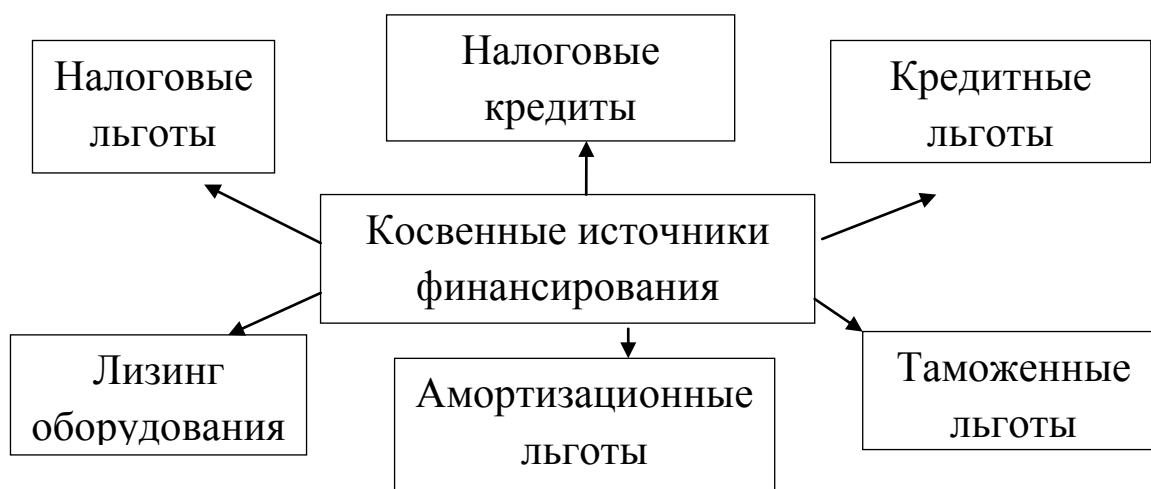 Налоговые
льготы
Налоговые
кредиты
Кредитные
льготы
Косвенные источники
финансирования
Лизинг
оборудования
Амортизационные
льготы
Таможенные
льготы